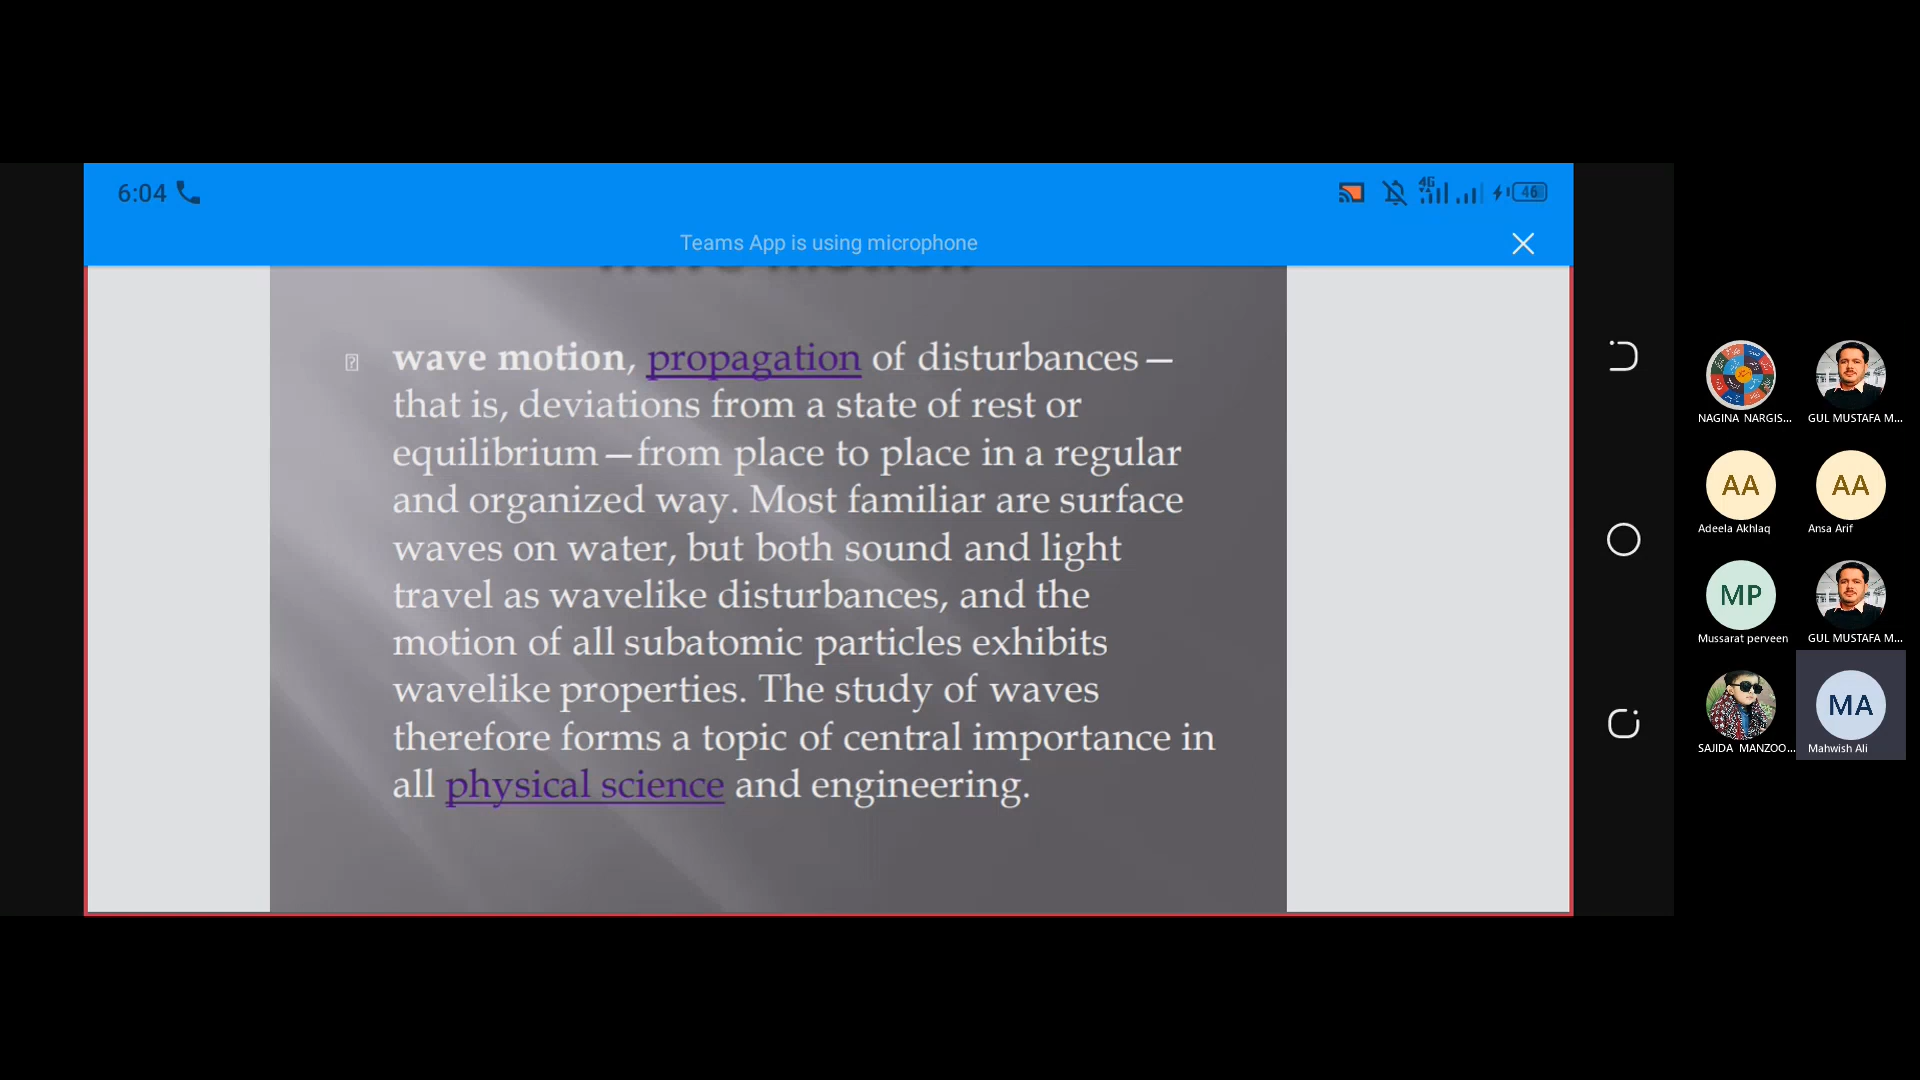 6:04
4G
46
Teams App is using microphone
wave motion, propagation of disturbances—
that is, deviations from a state of rest or
equilibrium—from place to place in a regular
and organized way. Most familiar are surface
waves on water, but both sound and light
travel as wavelike disturbances, and the
motion of all subatomic particles exhibits
wavelike properties. The study of waves
therefore forms a topic of central importance in
all physical science and engineering.
NAGINA NARGIS...
GUL MUSTAFA M...
AA
Adeela Akhlaq
AA
Ansa Arif
MP
Mussarat perveen
GUL MUSTAFA M...
SAJIDA MANZOO...
MA
Mahwish Ali